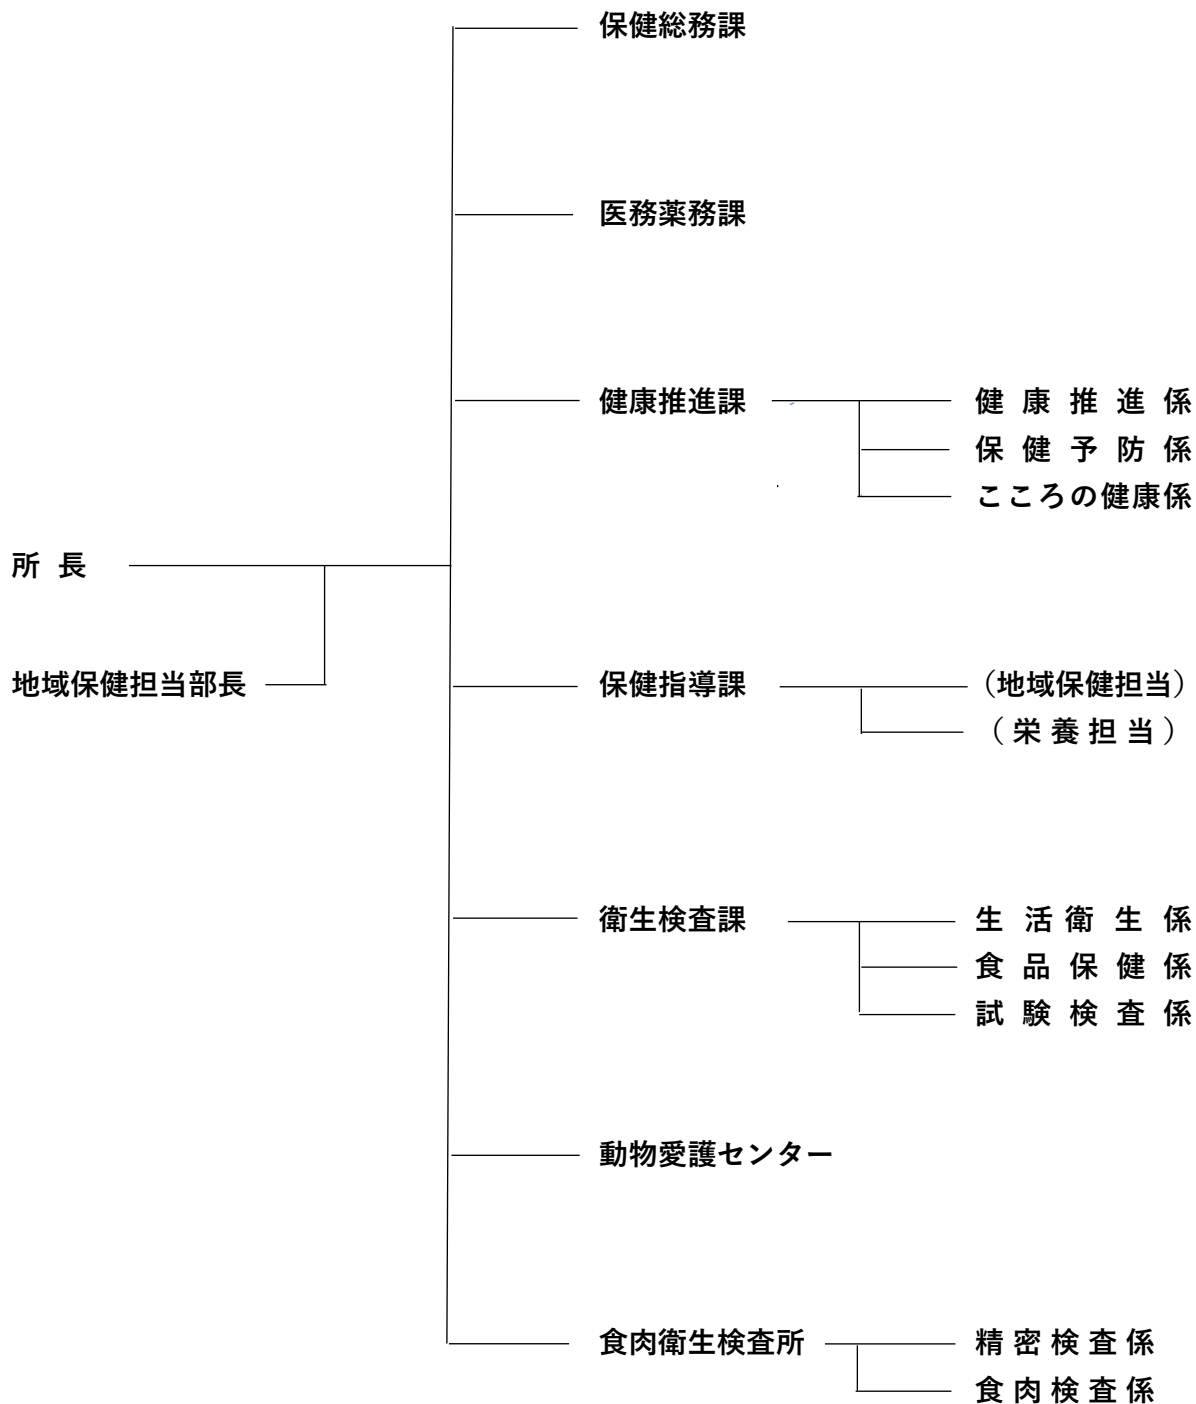 保健総務課
医務薬務課
健康推進課
健康推進係
保健予防係
こころの健康係
所長
地域保健担当部長
保健指導課
（地域保健担当）
（栄養担当）
衛生検査課
生活衛生係
食品保健係
試験検査係
動物愛護センター
食肉衛生検査所
精密検査係
食肉検査係